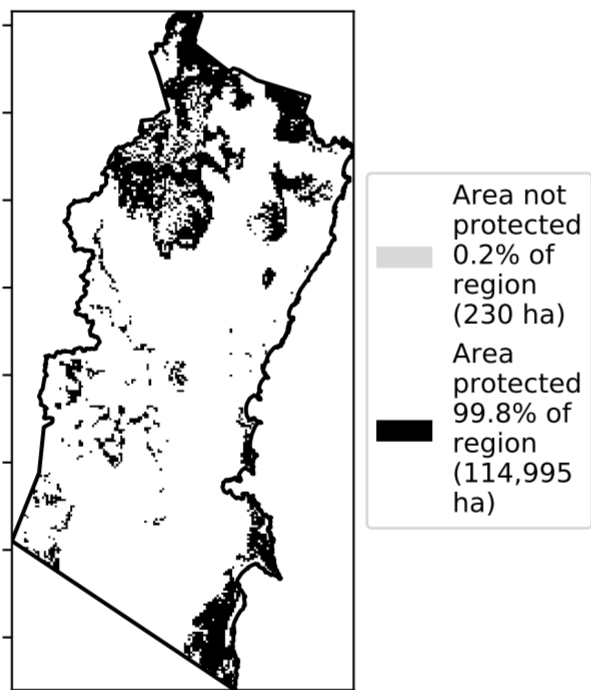 Area not
protected
0.2% of
region
(230 ha)
Area
protected
99.8% of
region
(114,995
ha)